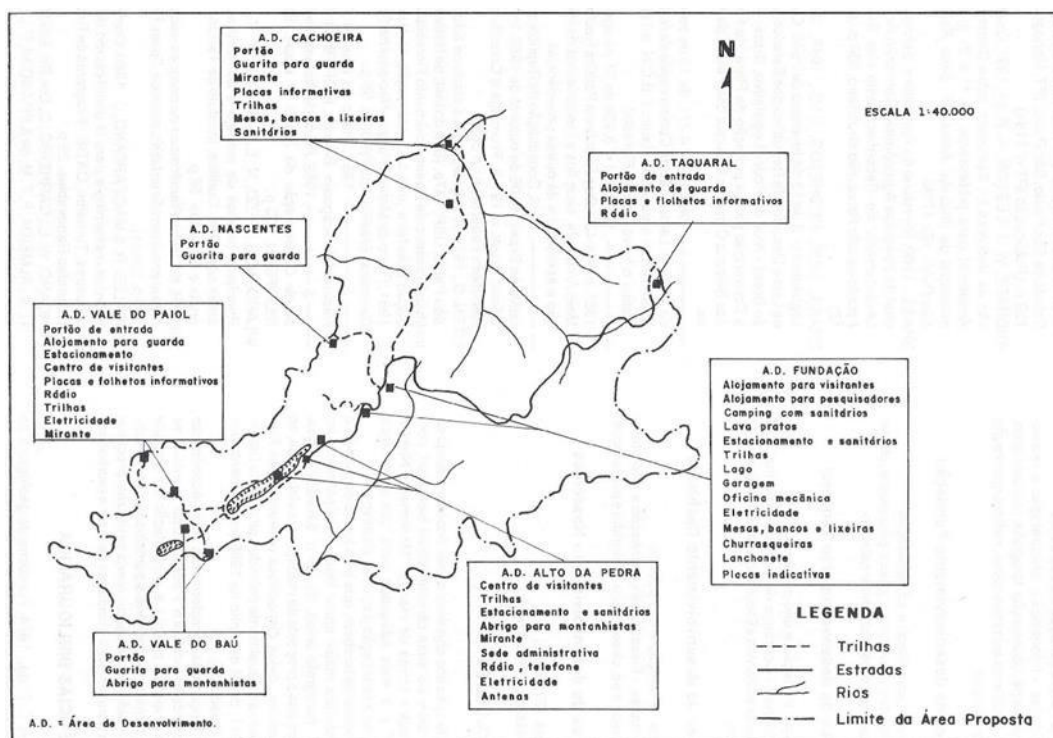 A.D. CACHOEIRA
Portão
Guarita para guarda
Mirante
Placas informativas
Trilhas
Mesas, bancos e lixeiras
Sanitários
N
ESCALA 1:40.000
A.D. TAQUARAL
Portão de entrada
Alojamento de guarda
Placas e flolhetos informativos
Rádio
A.D. NASCENTES
Portão
Guarita para guarda
A.D. VALE DO PAIOL
Portão de entrada
Alojamento para guarda
Estacionamento
Centro de visitantes
Placas e folhetos informativos
Rádio
Trilhas
Eletricidade
Mirante
A.D. FUNDAÇÃO
Alojamento para visitantes
Alojamento para pesquisadores
Camping com sanitários
Lava pratos
Estacionamento e sanitários
Trilhas
Lago
Garagem
Oficina mecânica
Eletricidade
Mesas, bancos e lixeiras
Churrasqueiras
Lanchonete
Placas indicativas
A.D. ALTO DA PEDRA
Centro de visitantes
Trilhas
Estacionamento e sanitários
Abrigo para montanhistas
Mirante
Sede administrativa
Rádio, telefone
Eletricidade
Antenas
A.D. VALE DO BAÚ
Portão
Guarita para guarda
Abrigo para montanhistas
LEGENDA
Trilhas
Estradas
Rios
Limite da Área Proposta
A.D. = Área de Desenvolvimento.